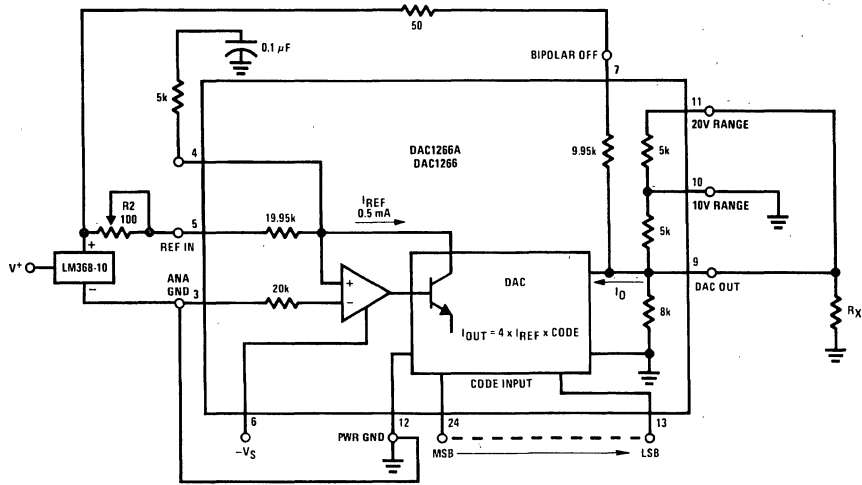 50
0.1 µF
BIPOLAR OFF
7
5k
11
20V RANGE
DAC1266A
DAC1266
9.95k
5k
4
10
10V RANGE
R2
100
5
REF IN
19.95k
IREF
0.5 mA
5k
+
V+
LM368-10
–
ANA
GND
3
20k
+
–
DAC
9
DAC OUT
IO
8k
RX
IOUT = 4 x IREF x CODE
CODE INPUT
6
–VS
12
PWR GND
24
MSB
13
LSB